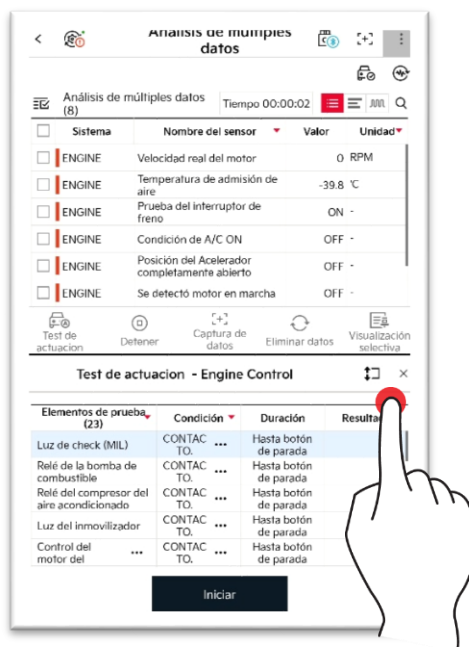 Análisis de múltiples
datos
Análisis de múltiples datos
(8)
Tiempo 00:00:02
Sistema Nombre del sensor Valor Unidad
ENGINE Velocidad real del motor 0 RPM
ENGINE Temperatura de admisión de
aire -39.8 ℃
ENGINE Prueba del interruptor de
freno ON -
ENGINE Condición de A/C ON OFF -
ENGINE Posición del Acelerador
completamente abierto OFF -
ENGINE Se detectó motor en marcha OFF -
Test de
actuacion
Detener
Captura de
datos
Eliminar datos
Visualización
selectiva
Test de actuacion - Engine Control
Elementos de prueba
(23)
Condición Duración
Luz de check (MIL) CONTAC
TO. ... Hasta botón
de parada
Relé de la bomba de
combustible CONTAC
TO. ... Hasta botón
de parada
Relé del compresor del
aire acondicionado CONTAC
TO. ... Hasta botón
de parada
Luz del inmovilizador CONTAC
TO. ... Hasta botón
de parada
Control del
motor del ... CONTAC
TO. ... Hasta botón
de parada
Iniciar